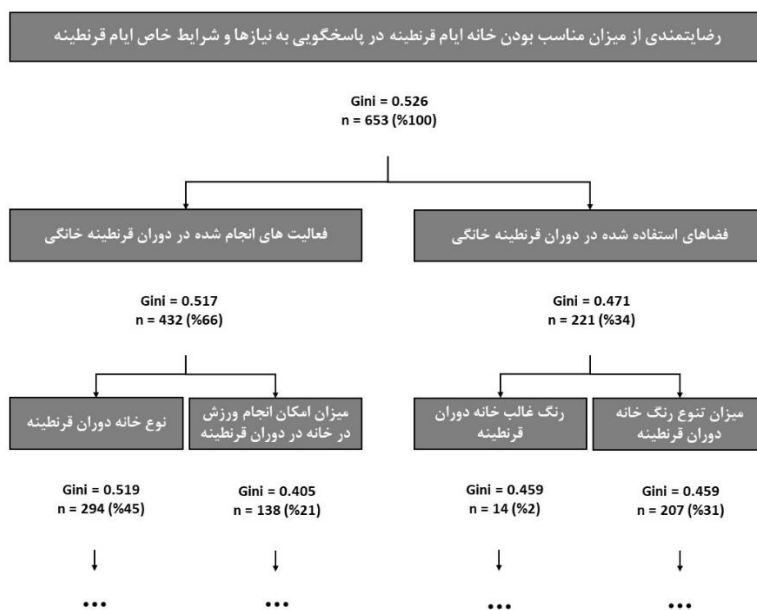 رضایتمندی از میزان مناسب بودن خانه ایام قرنطینه در پاسخگویی به نیازها و شرایط خاص ایام قرنطینه
Gini = 0.526
n = 653 (%100)
فضاهای استفاده شده در دوران قرنطینه خانگی
فعالیت های انجام شده در دوران قرنطینه خانگی
Gini = 0.471
n = 221 (%34)
Gini = 0.517
n = 432 (%66)
میزان تنوع رنگ خانه
دوران قرنطینه
رنگ غالب خانه دوران
قرنطینه
میزان امکان انجام ورزش
در خانه در دوران قرنطینه
نوع خانه دوران قرنطینه
Gini = 0.459
n = 207 (%31)
Gini = 0.459
n = 14 (%2)
Gini = 0.405
n = 138 (%21)
Gini = 0.519
n = 294 (%45)
...
...
...
...